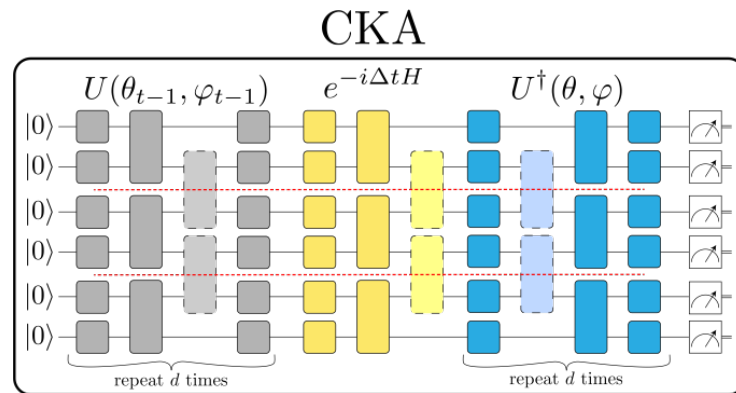 CKA
U(θ_{t−1}, φ_{t−1}) e^{−iΔtH} U†(θ, φ)
|0⟩
|0⟩
|0⟩
|0⟩
|0⟩
|0⟩
repeat d times repeat d times